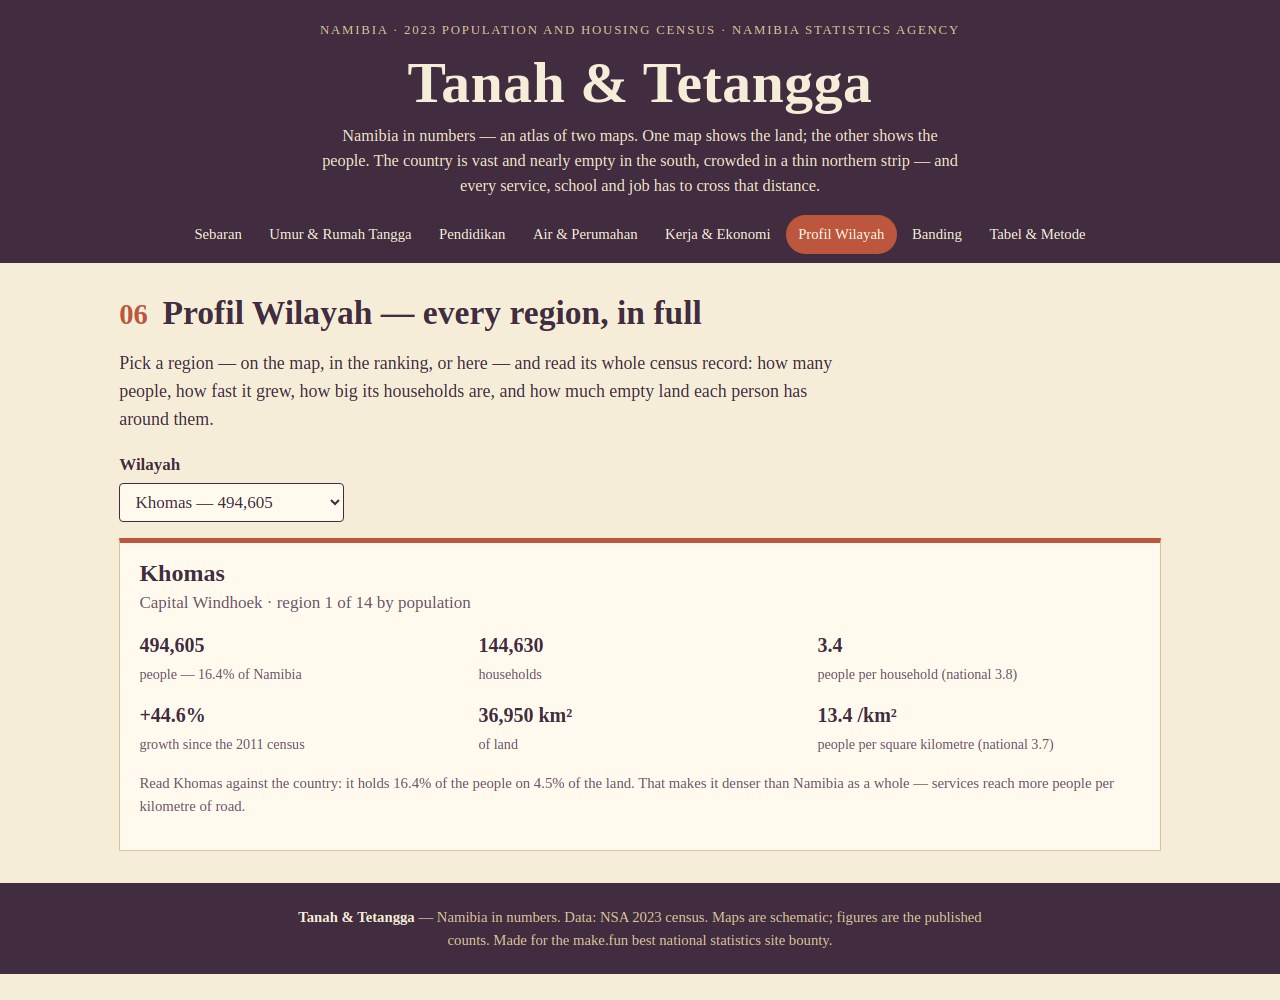 NAMIBIA · 2023 POPULATION AND HOUSING CENSUS · NAMIBIA STATISTICS AGENCY
Tanah & Tetangga
Namibia in numbers — an atlas of two maps. One map shows the land; the other shows the
people. The country is vast and nearly empty in the south, crowded in a thin northern strip — and
every service, school and job has to cross that distance.
Sebaran Umur & Rumah Tangga Pendidikan Air & Perumahan Kerja & Ekonomi Profil Wilayah Banding Tabel & Metode
06 Profil Wilayah — every region, in full
Pick a region — on the map, in the ranking, or here — and read its whole census record: how many
people, how fast it grew, how big its households are, and how much empty land each person has
around them.
Wilayah
Khomas — 494,605
Khomas
Capital Windhoek · region 1 of 14 by population
494,605 144,630 3.4
people — 16.4% of Namibia households people per household (national 3.8)
+44.6% 36,950 km² 13.4 /km²
growth since the 2011 census of land people per square kilometre (national 3.7)
Read Khomas against the country: it holds 16.4% of the people on 4.5% of the land. That makes it denser than Namibia as a whole — services reach more people per
kilometre of road.
Tanah & Tetangga — Namibia in numbers. Data: NSA 2023 census. Maps are schematic; figures are the published
counts. Made for the make.fun best national statistics site bounty.